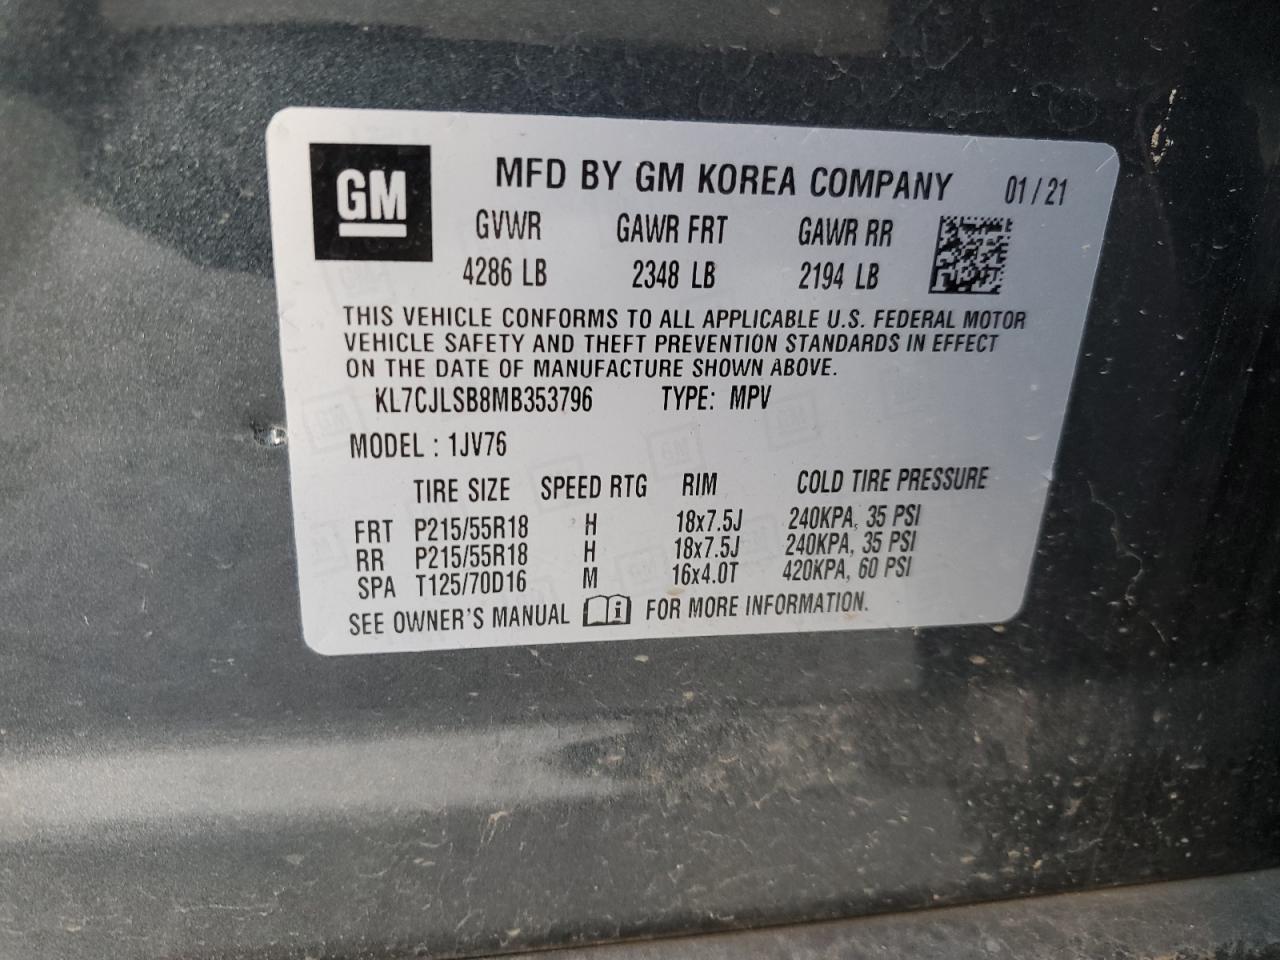 GM
MFD BY GM KOREA COMPANY 01/21
GVWR GAWR FRT GAWR RR
4286 LB 2348 LB 2194 LB
THIS VEHICLE CONFORMS TO ALL APPLICABLE U.S. FEDERAL MOTOR
VEHICLE SAFETY AND THEFT PREVENTION STANDARDS IN EFFECT
ON THE DATE OF MANUFACTURE SHOWN ABOVE.
KL7CJLSB8MB353796 TYPE: MPV
MODEL : 1JV76
TIRE SIZE SPEED RTG RIM COLD TIRE PRESSURE
FRT P215/55R18 H 18x7.5J 240KPA, 35 PSI
RR P215/55R18 H 18x7.5J 240KPA, 35 PSI
SPA T125/70D16 M 16x4.0T 420KPA, 60 PSI
SEE OWNER'S MANUAL i FOR MORE INFORMATION.